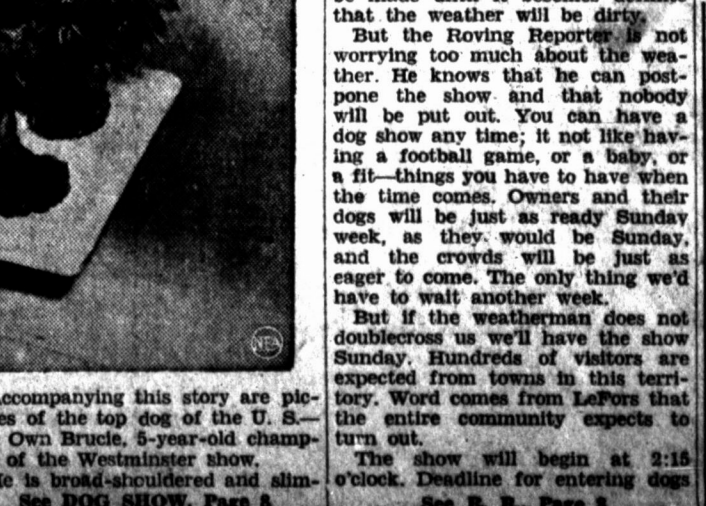 Accompanying this story are pic-
es of the top dog of the U. S.—
Own Brucie, 5-year-old champ-
of the Westminster show.
He is broad-shouldered and slim-
See DOG SHOW, Page 8
NEA
that the weather will be dirty.
But the Roving Reporter is not
worrying too much about the wea-
ther. He knows that he can post-
pone the show and that nobody
will be put out. You can have a
dog show any time; it not like hav-
ing a football game, or a baby, or
a fit—things you have to have when
the time comes. Owners and their
dogs will be just as ready Sunday
week, as they would be Sunday,
and the crowds will be just as
eager to come. The only thing we'd
have to wait another week.
But if the weatherman does not
doublecross us we'll have the show
Sunday. Hundreds of visitors are
expected from towns in this terri-
tory. Word comes from LeFors that
the entire community expects to
turn out.
The show will begin at 2:15
o'clock. Deadline for entering dogs
See R. R., Page 8